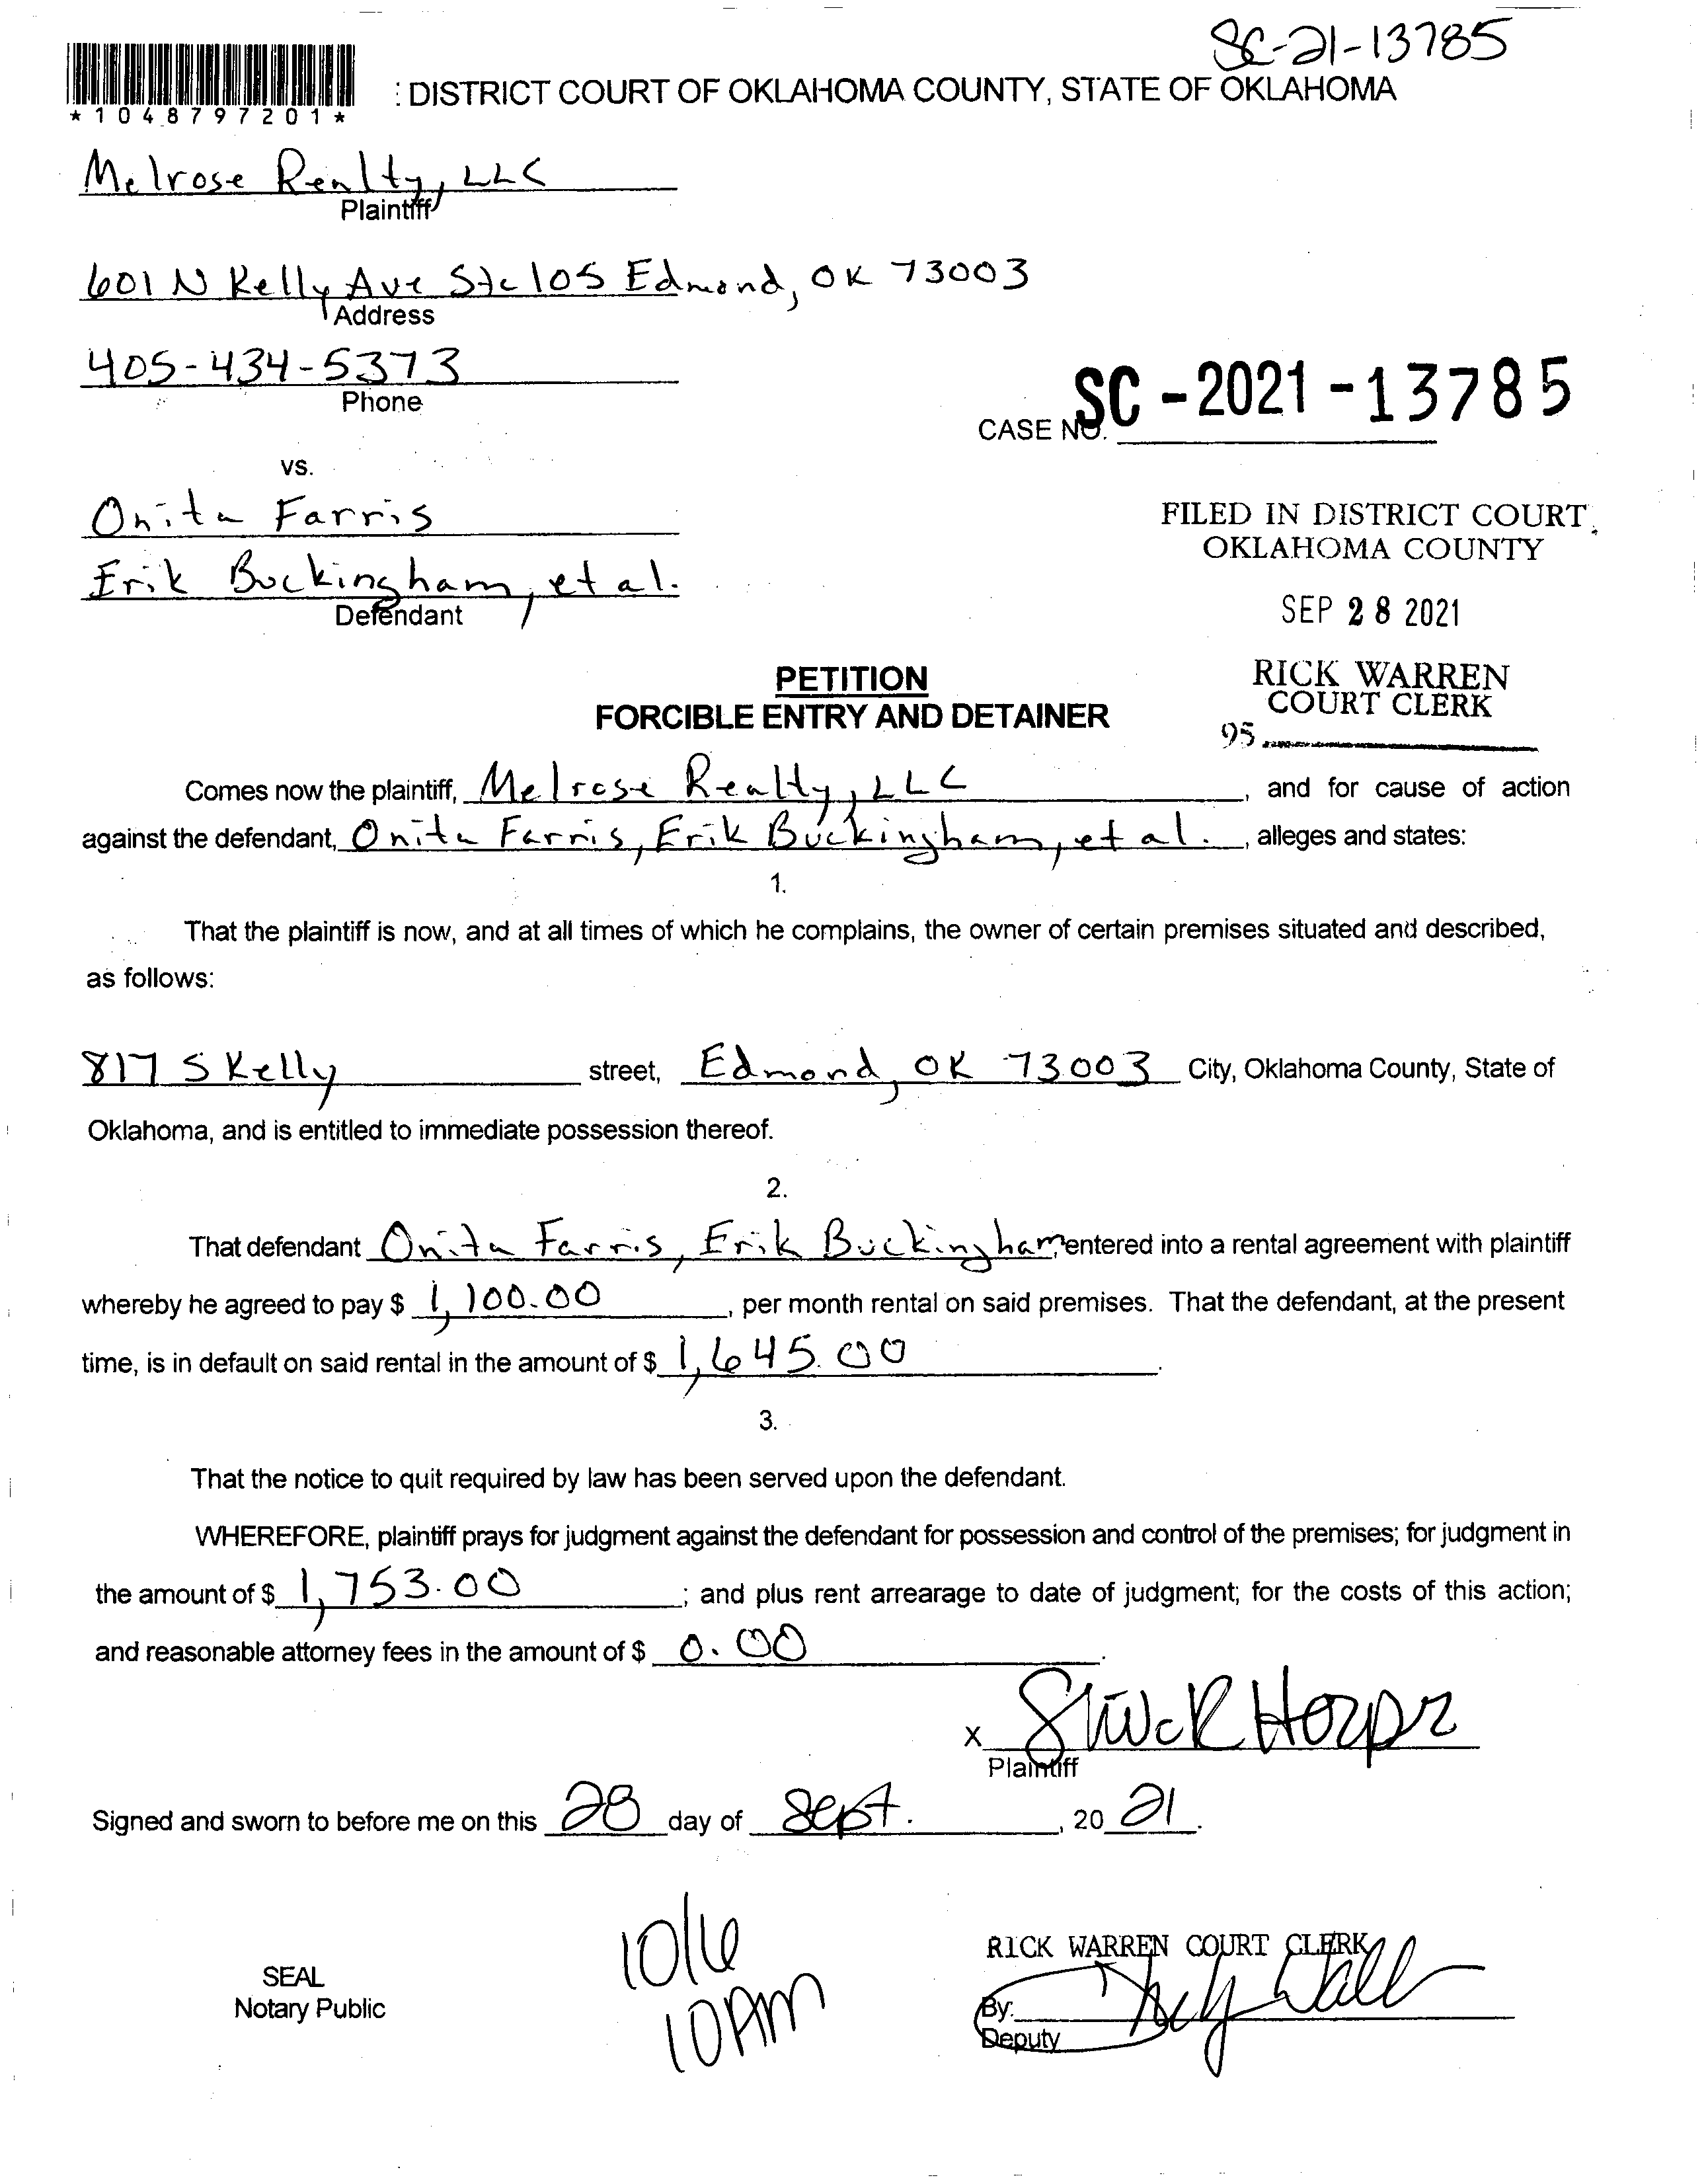 SC-21-13785
: DISTRICT COURT OF OKLAHOMA COUNTY, STATE OF OKLAHOMA
*1048797201*
Melrose Realty, LLC
Plaintiff
601 N Kelly Ave Ste 105 Edmond, OK 73003
Address
405-434-5373
Phone
CASE NO. SC-2021-13785
vs.
Onita Farris
Erik Buckingham, et al.
Defendant
FILED IN DISTRICT COURT
OKLAHOMA COUNTY
SEP 28 2021
RICK WARREN
COURT CLERK
95
PETITION
FORCIBLE ENTRY AND DETAINER
Comes now the plaintiff, Melrose Realty, LLC, and for cause of action
against the defendant, Onita Farris, Erik Buckingham, et al., alleges and states:
1.
That the plaintiff is now, and at all times of which he complains, the owner of certain premises situated and described,
as follows:
817 S Kelly street, Edmond, OK 73003 City, Oklahoma County, State of
Oklahoma, and is entitled to immediate possession thereof.
2.
That defendant Onita Farris, Erik Buckingham, entered into a rental agreement with plaintiff
whereby he agreed to pay $ 1,100.00, per month rental on said premises. That the defendant, at the present
time, is in default on said rental in the amount of $ 1,645.00.
3.
That the notice to quit required by law has been served upon the defendant.
WHEREFORE, plaintiff prays for judgment against the defendant for possession and control of the premises; for judgment in
the amount of $ 1,753.00; and plus rent arrearage to date of judgment; for the costs of this action;
and reasonable attorney fees in the amount of $ 0.00.
X
Plaintiff
Signed and sworn to before me on this 28 day of Sept., 20 21.
10/6
10AM
SEAL
Notary Public
RICK WARREN COURT CLERK
By:
Deputy